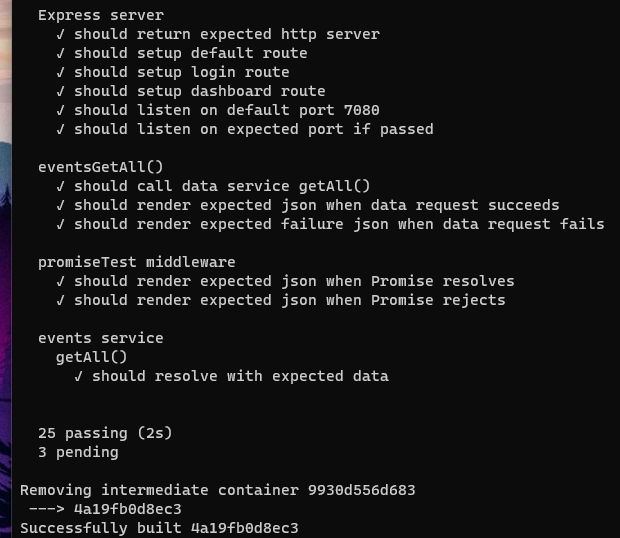 Express server
√ should return expected http server
√ should setup default route
√ should setup login route
√ should setup dashboard route
√ should listen on default port 7080
√ should listen on expected port if passed
eventsGetAll()
√ should call data service getAll()
√ should render expected json when data request succeeds
√ should render expected failure json when data request fails
promiseTest middleware
√ should render expected json when Promise resolves
√ should render expected json when Promise rejects
events service
getAll()
√ should resolve with expected data
25 passing (2s)
3 pending
Removing intermediate container 9930d556d683
---> 4a19fb0d8ec3
Successfully built 4a19fb0d8ec3